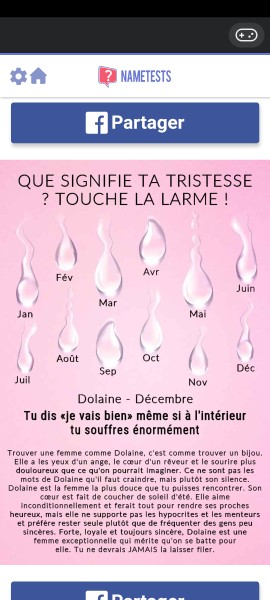 NAMETESTS
Partager
QUE SIGNIFIE TA TRISTESSE
? TOUCHE LA LARME !
Jan
Fév
Mar
Avr
Mai
Juin
Juil
Août
Sep
Oct
Nov
Déc
Dolaine - Décembre
Tu dis «je vais bien» même si à l'intérieur
tu souffres énormément
Trouver une femme comme Dolaine, c'est comme trouver un bijou.
Elle a les yeux d'un ange, le cœur d'un rêveur et le sourire plus
douloureux que ce qu'on pourrait imaginer. Ce ne sont pas les
mots de Dolaine qu'il faut craindre, mais plutôt son silence.
Dolaine est la femme la plus douce que tu puisses rencontrer. Son
cœur est fait de coucher de soleil d'été. Elle aime
inconditionnellement et ferait tout pour rendre ses proches
heureux, mais elle ne supporte pas les hypocrites et les menteurs
et préfère rester seule plutôt que de fréquenter des gens peu
sincères. Forte, loyale et toujours sincère, Dolaine est une
femme exceptionnelle qui mérite qu'on se batte pour
elle. Tu ne devrais JAMAIS la laisser filer.
Partager